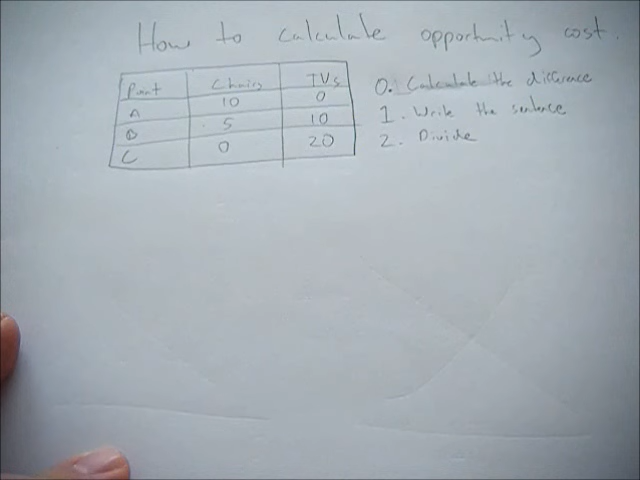 How to calculate opportunity cost.
Point Chairs TVs
A 10 0
B 5 10
C 0 20
0. Calculate the difference
1. Write the sentence
2. Divide